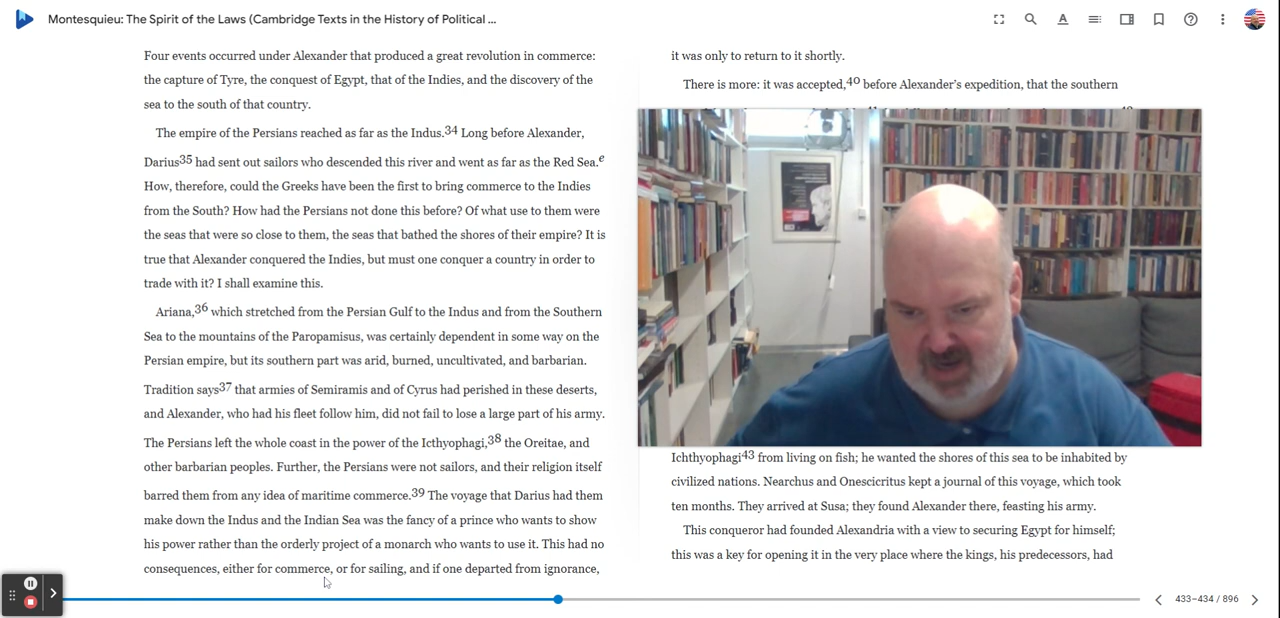 Montesquieu: The Spirit of the Laws (Cambridge Texts in the History of Political ...
Four events occurred under Alexander that produced a great revolution in commerce:
the capture of Tyre, the conquest of Egypt, that of the Indies, and the discovery of the
sea to the south of that country.
The empire of the Persians reached as far as the Indus.34 Long before Alexander,
Darius35 had sent out sailors who descended this river and went as far as the Red Sea.e
How, therefore, could the Greeks have been the first to bring commerce to the Indies
from the South? How had the Persians not done this before? Of what use to them were
the seas that were so close to them, the seas that bathed the shores of their empire? It is
true that Alexander conquered the Indies, but must one conquer a country in order to
trade with it? I shall examine this.
Ariana,36 which stretched from the Persian Gulf to the Indus and from the Southern
Sea to the mountains of the Paropamisus, was certainly dependent in some way on the
Persian empire, but its southern part was arid, burned, uncultivated, and barbarian.
Tradition says37 that armies of Semiramis and of Cyrus had perished in these deserts,
and Alexander, who had his fleet follow him, did not fail to lose a large part of his army.
The Persians left the whole coast in the power of the Icthyophagi,38 the Oreitae, and
other barbarian peoples. Further, the Persians were not sailors, and their religion itself
barred them from any idea of maritime commerce.39 The voyage that Darius had them
make down the Indus and the Indian Sea was the fancy of a prince who wants to show
his power rather than the orderly project of a monarch who wants to use it. This had no
consequences, either for commerce, or for sailing, and if one departed from ignorance,
it was only to return to it shortly.
There is more: it was accepted,40 before Alexander's expedition, that the southern
Ichthyophagi43 from living on fish; he wanted the shores of this sea to be inhabited by
civilized nations. Nearchus and Onescicritus kept a journal of this voyage, which took
ten months. They arrived at Susa; they found Alexander there, feasting his army.
This conqueror had founded Alexandria with a view to securing Egypt for himself;
this was a key for opening it in the very place where the kings, his predecessors, had
433-434 / 896